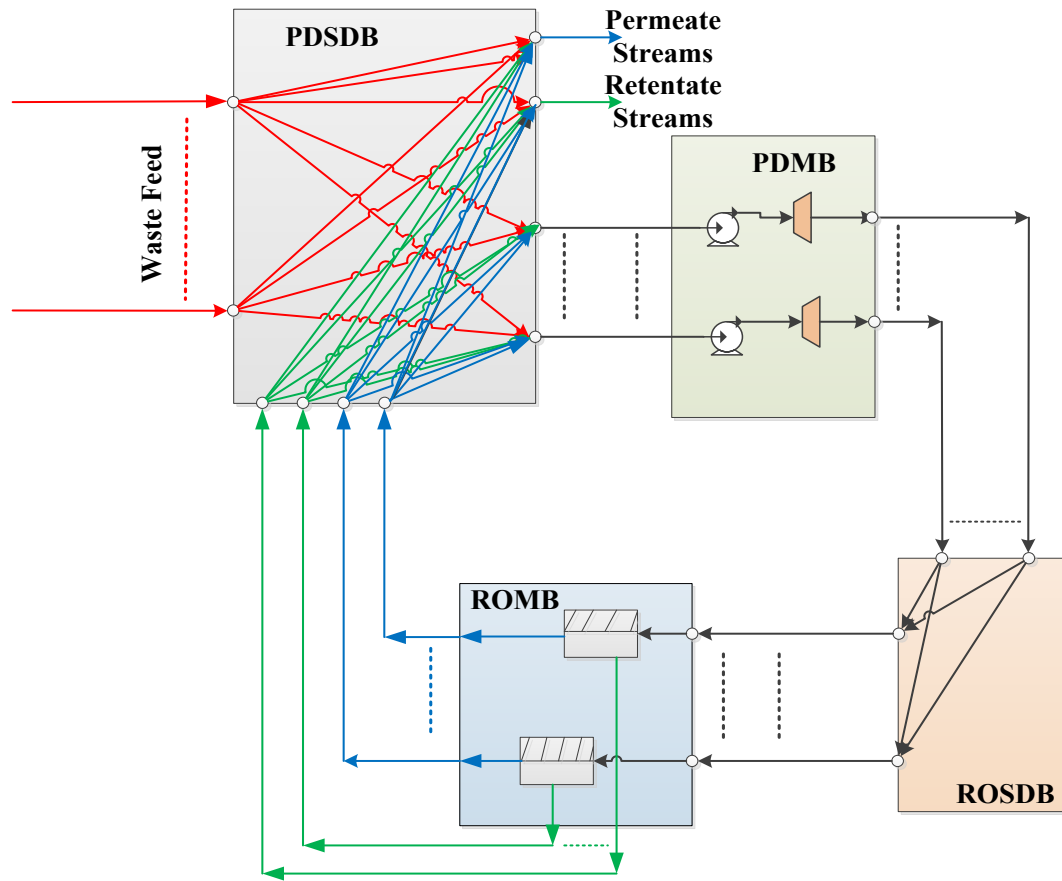 PDSDB
Permeate
Streams
Retentate
Streams
Waste Feed
PDMB
ROMB
ROSDB